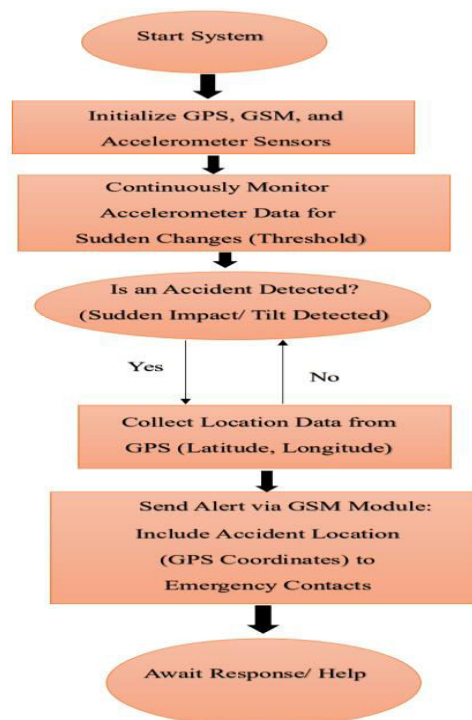 Start System
Initialize GPS, GSM, and
Accelerometer Sensors
Continuously Monitor
Accelerometer Data for
Sudden Changes (Threshold)
Is an Accident Detected?
(Sudden Impact/ Tilt Detected)
Yes
No
Collect Location Data from
GPS (Latitude, Longitude)
Send Alert via GSM Module:
Include Accident Location
(GPS Coordinates) to
Emergency Contacts
Await Response/ Help